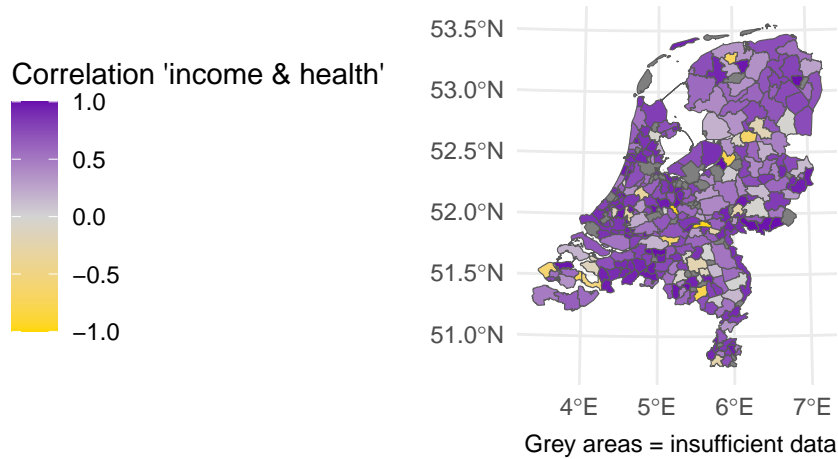 Correlation 'income & health'
1.0
0.5
0.0
−0.5
−1.0
53.5°N
53.0°N
52.5°N
52.0°N
51.5°N
51.0°N
4°E 5°E 6°E 7°E
Grey areas = insufficient data